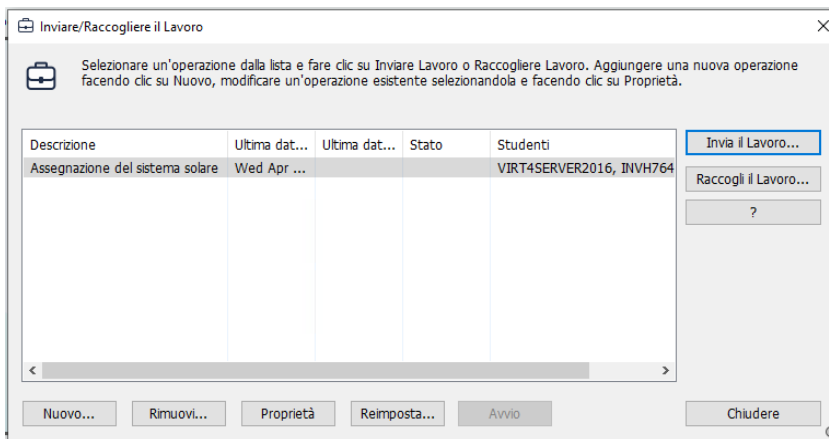 Inviare/Raccogliere il Lavoro
Selezionare un'operazione dalla lista e fare clic su Inviare Lavoro o Raccogliere Lavoro. Aggiungere una nuova operazione
facendo clic su Nuovo, modificare un'operazione esistente selezionandola e facendo clic su Proprietà.
Descrizione Ultima dat... Ultima dat... Stato Studenti
Assegnazione del sistema solare Wed Apr ... VIRT4SERVER2016, INVH764
Invia il Lavoro...
Raccogli il Lavoro...
?
Nuovo... Rimuovi... Proprietà Reimposta... Avvio Chiudere